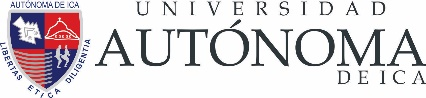 AUTÓNOMA DE ICA
LIBERTAS ETICA DILIGENTIA
UNIVERSIDAD
AUTÓNOMA
DE ICA